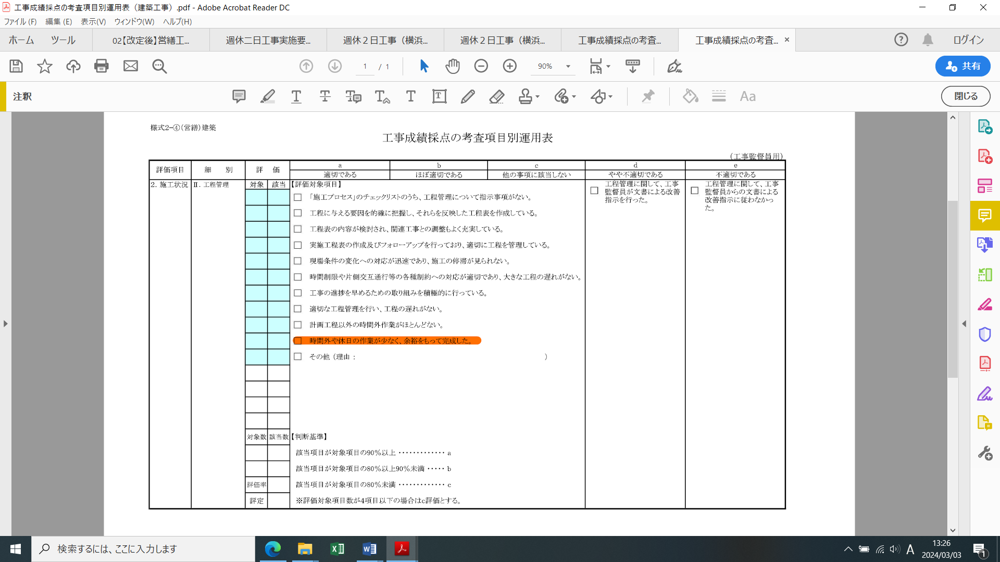 工事成績採点の考査項目別運用表（建築工事）.pdf - Adobe Acrobat Reader DC
ファイル (F) 編集 (E) 表示(V) ウィンドウ(W) ヘルプ(H)
ホーム ツール 02【改定後】営繕工... 週休二日工事実施要... 週休２日工事（横浜... 週休２日工事（横浜... 工事成績採点の考査... 工事成績採点の考査... × ? ログイン
1 / 1 90% 共有
注釈 Aa 閉じる
様式2-④（営繕）建築
工事成績採点の考査項目別運用表
（工事監督員用）
評価項目 細　別 評　価 a b c d e
適切である ほぼ適切である 他の事項に該当しない やや不適切である 不適切である
2. 施工状況 Ⅱ. 工程管理 対象 該当 【評価対象項目】
□ 「施工プロセス」のチェックリストのうち、工程管理について指示事項がない。
□ 工程に与える要因を的確に把握し、それらを反映した工程表を作成している。
□ 工程表の内容が検討され、関連工事との調整もよく充実している。
□ 実施工程表の作成及びフォローアップを行っており、適切に工程を管理している。
□ 現場条件の変化への対応が迅速であり、施工の停滞が見られない。
□ 時間制限や片側交互通行等の各種制約への対応が適切であり、大きな工程の遅れがない。
□ 工事の進捗を早めるための取り組みを積極的に行っている。
□ 適切な工程管理を行い、工程の遅れがない。
□ 計画工程以外の時間外作業がほとんどない。
□ 時間外や休日の作業が少なく、余裕をもって完成した。
□ その他（理由：　　　）
□ 工程管理に関して、工事
監督員が文書による改善
指示を行った。
□ 工程管理に関して、工事
監督員からの文書による
改善指示に従わなかっ
た。
対象数 該当数 【判断基準】
該当項目が対象項目の90％以上 ･････････････ a
該当項目が対象項目の80％以上90％未満 ･････ b
評価率 該当項目が対象項目の80％未満 ･････････････ c
評定 ※評価対象項目数が4項目以下の場合はc評価とする。
検索するには、ここに入力します
A 13:26
2024/03/03
1